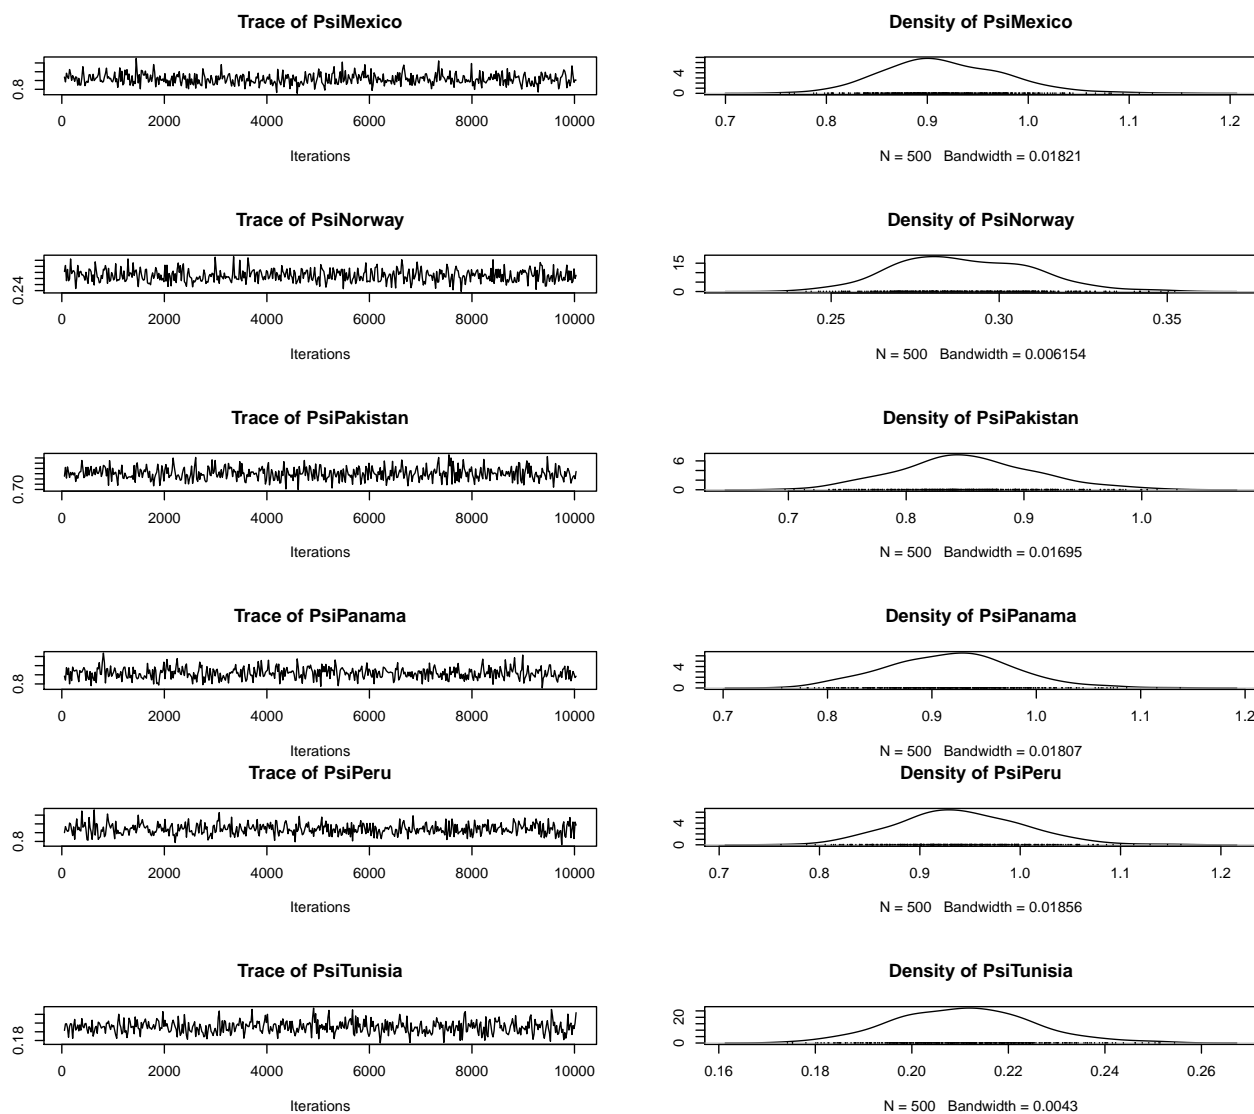 Trace of PsiMexico
0.8
0 2000 4000 6000 8000 10000
Iterations
Density of PsiMexico
0 4
0.7 0.8 0.9 1.0 1.1 1.2
N = 500 Bandwidth = 0.01821
Trace of PsiNorway
0.24
0 2000 4000 6000 8000 10000
Iterations
Density of PsiNorway
0 15
0.25 0.30 0.35
N = 500 Bandwidth = 0.006154
Trace of PsiPakistan
0.70
0 2000 4000 6000 8000 10000
Iterations
Density of PsiPakistan
0 6
0.7 0.8 0.9 1.0
N = 500 Bandwidth = 0.01695
Trace of PsiPanama
0.8
0 2000 4000 6000 8000 10000
Iterations
Density of PsiPanama
0 4
0.7 0.8 0.9 1.0 1.1 1.2
N = 500 Bandwidth = 0.01807
Trace of PsiPeru
0.8
0 2000 4000 6000 8000 10000
Iterations
Density of PsiPeru
0 4
0.7 0.8 0.9 1.0 1.1 1.2
N = 500 Bandwidth = 0.01856
Trace of PsiTunisia
0.18
0 2000 4000 6000 8000 10000
Iterations
Density of PsiTunisia
0 20
0.16 0.18 0.20 0.22 0.24 0.26
N = 500 Bandwidth = 0.0043